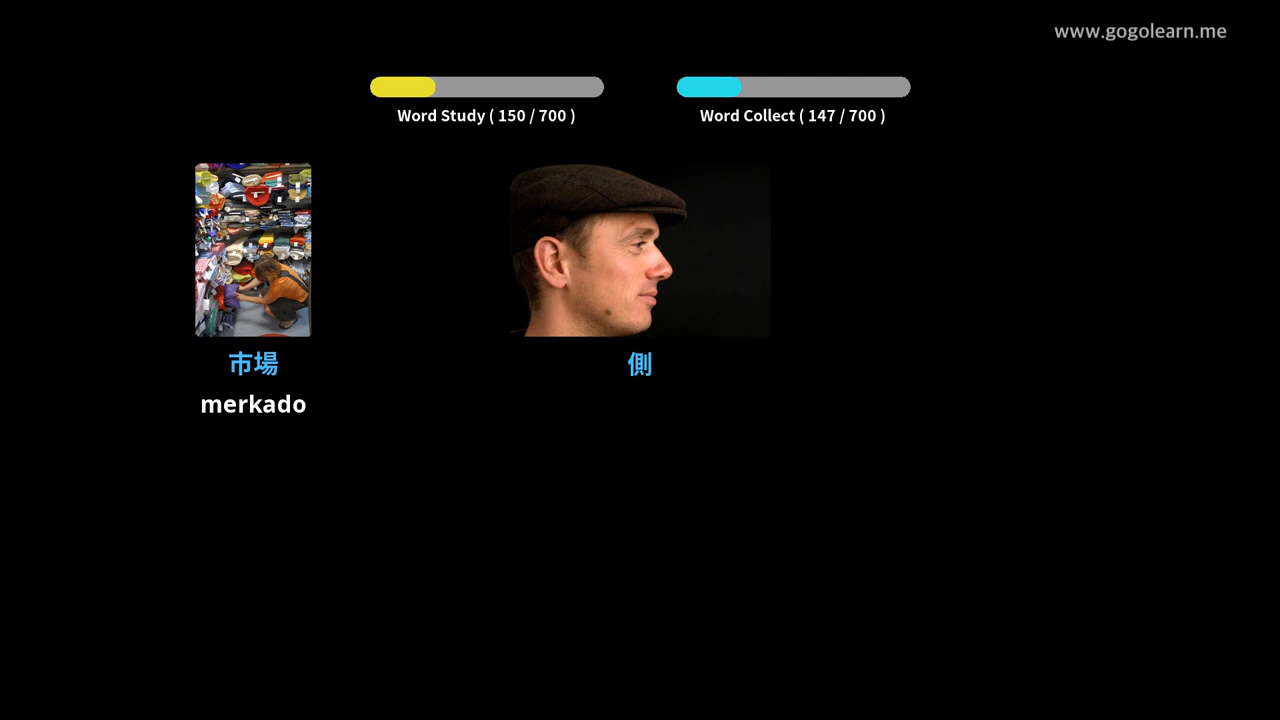 www.gogolearn.me
Word Study ( 150 / 700 )
Word Collect ( 147 / 700 )
市場
側
merkado